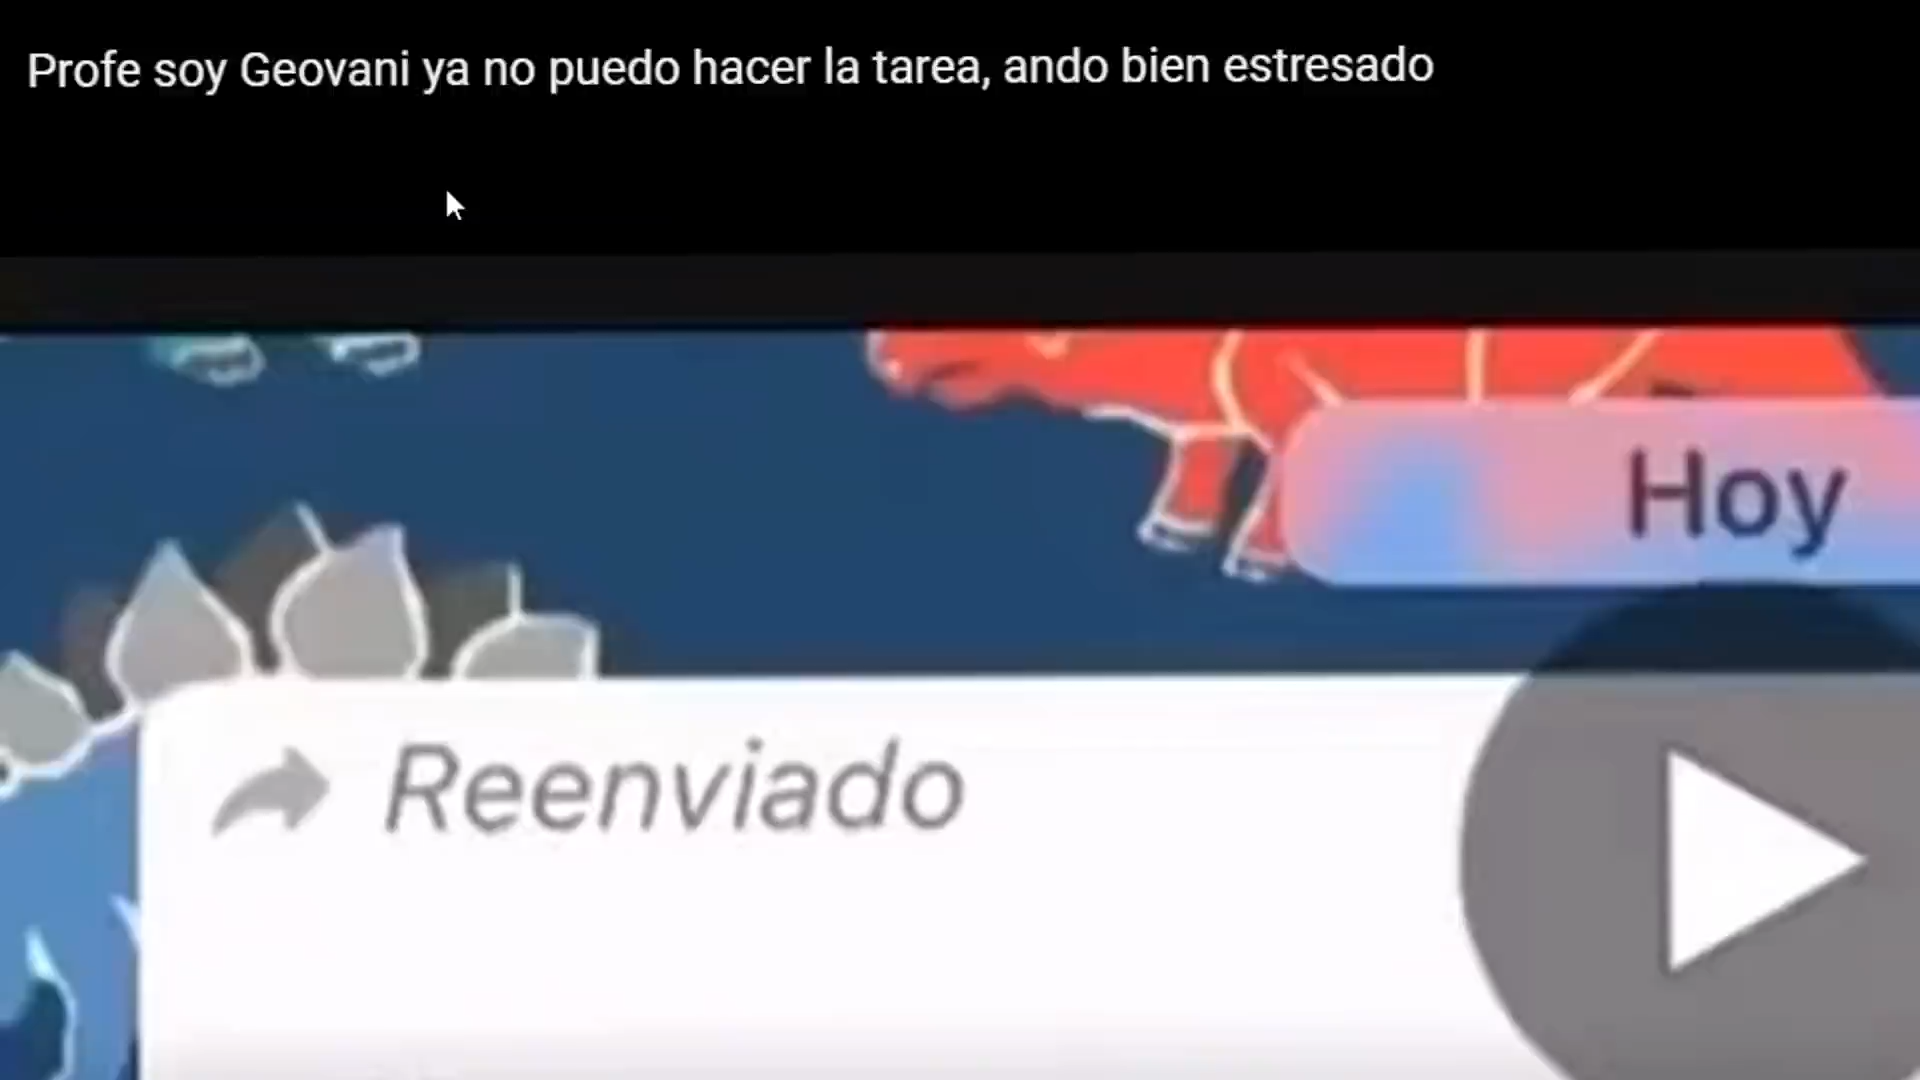 Profe soy Geovani ya no puedo hacer la tarea, ando bien estresado
Hoy
Reenviado